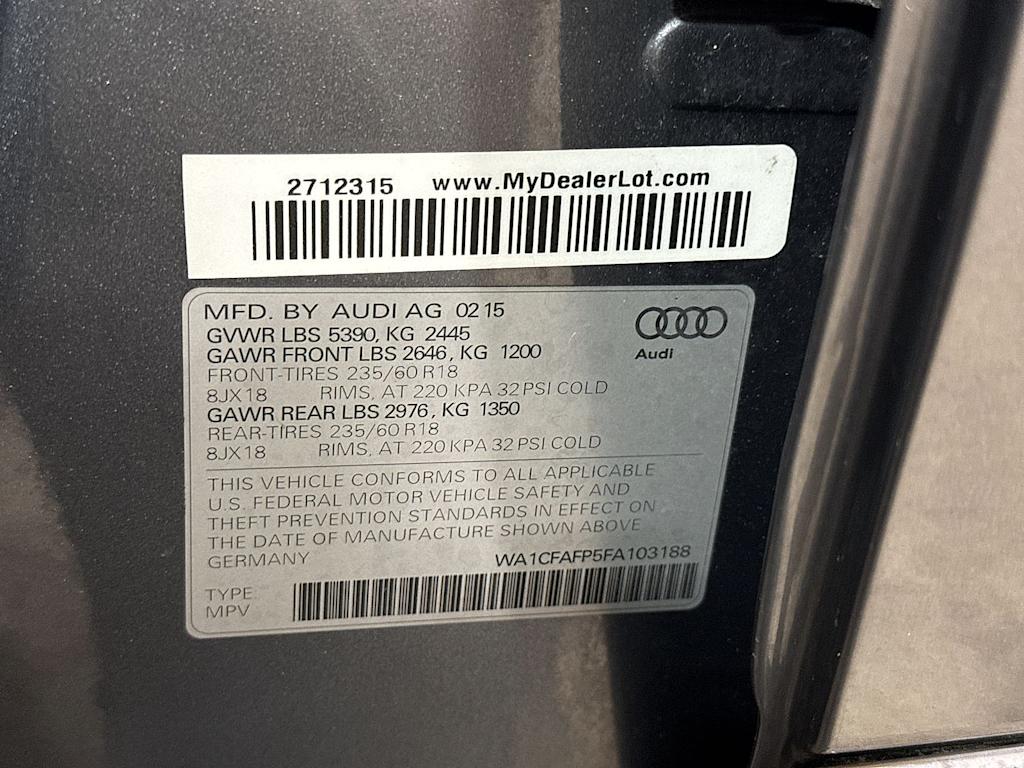 2712315 www.MyDealerLot.com
MFD. BY AUDI AG 02 15
GVWR LBS 5390, KG 2445
GAWR FRONT LBS 2646, KG 1200
FRONT-TIRES 235/60 R18
8JX18 RIMS, AT 220 KPA 32 PSI COLD
GAWR REAR LBS 2976, KG 1350
REAR-TIRES 235/60 R18
8JX18 RIMS, AT 220 KPA 32 PSI COLD
Audi
THIS VEHICLE CONFORMS TO ALL APPLICABLE
U.S. FEDERAL MOTOR VEHICLE SAFETY AND
THEFT PREVENTION STANDARDS IN EFFECT ON
THE DATE OF MANUFACTURE SHOWN ABOVE
GERMANY WA1CFAFP5FA103188
TYPE:
MPV